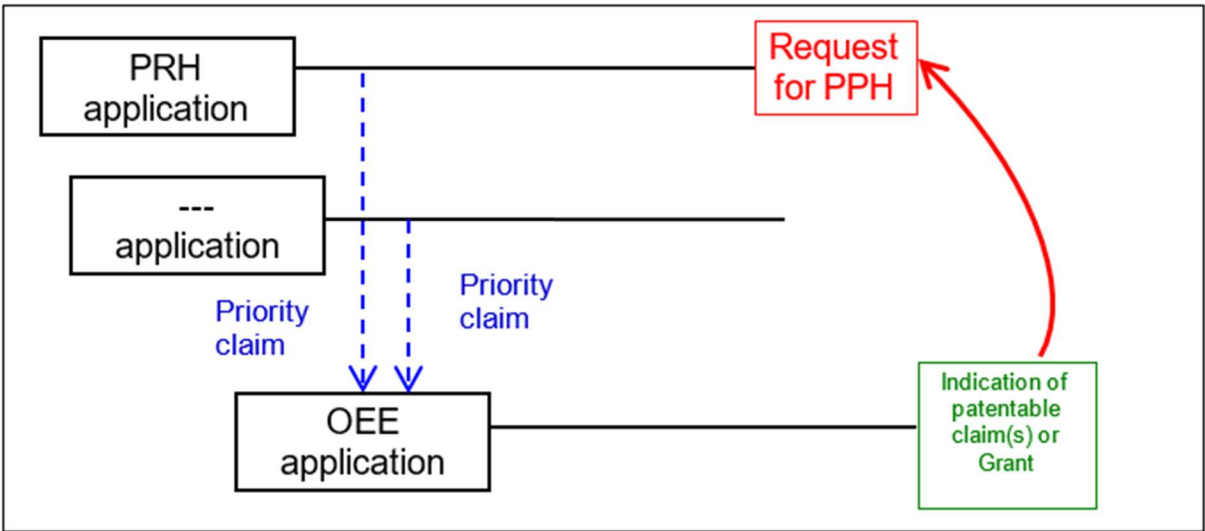 PRH
application
Request
for PPH
---
application
Priority
claim
Priority
claim
OEE
application
Indication of
patentable
claim(s) or
Grant